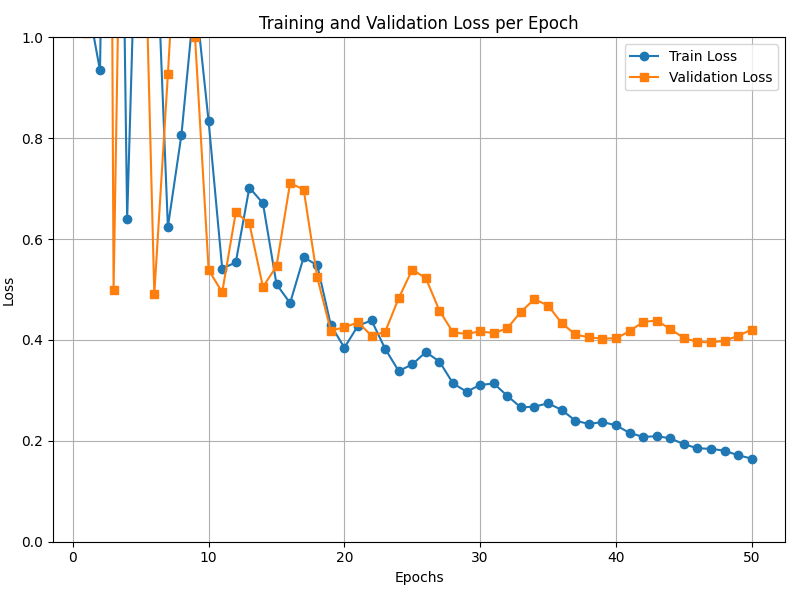 Training and Validation Loss per Epoch
Train Loss
Validation Loss
1.0
0.8
0.6
0.4
0.2
0.0
Loss
0 10 20 30 40 50
Epochs